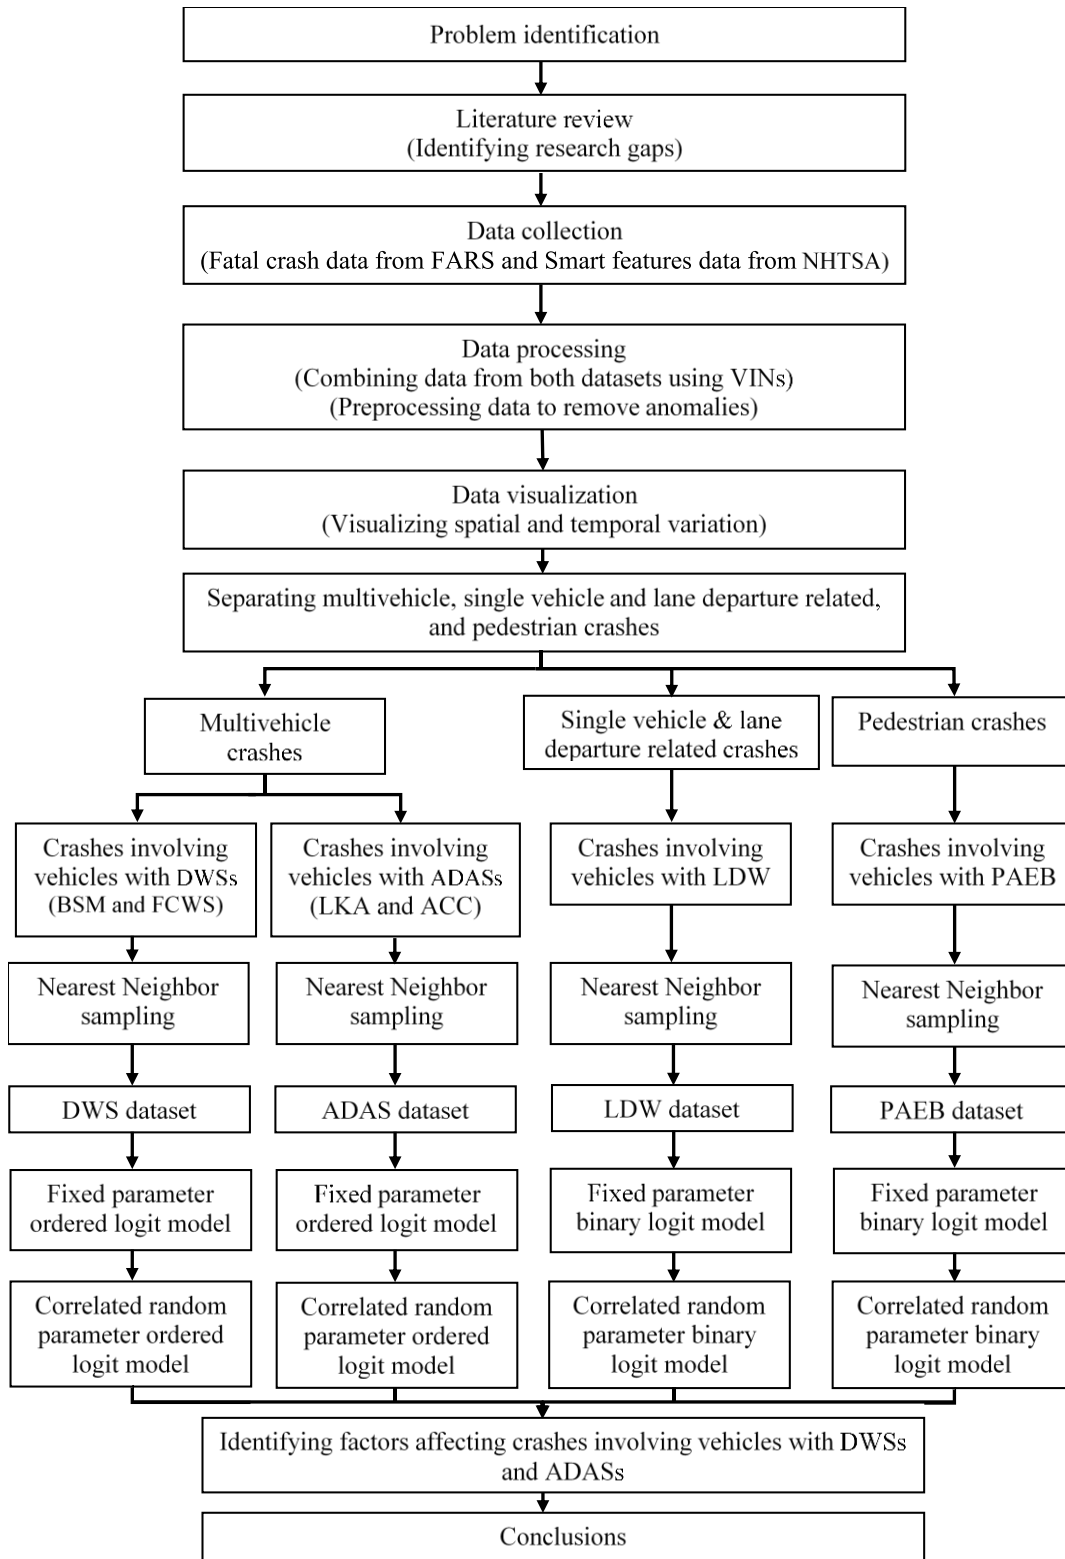 Problem identification
Literature review
(Identifying research gaps)
Data collection
(Fatal crash data from FARS and Smart features data from NHTSA)
Data processing
(Combining data from both datasets using VINs)
(Preprocessing data to remove anomalies)
Data visualization
(Visualizing spatial and temporal variation)
Separating multivehicle, single vehicle and lane departure related,
and pedestrian crashes
Multivehicle
crashes
Single vehicle & lane
departure related crashes
Pedestrian crashes
Crashes involving
vehicles with DWSs
(BSM and FCWS)
Crashes involving
vehicles with ADASs
(LKA and ACC)
Crashes involving
vehicles with LDW
Crashes involving
vehicles with PAEB
Nearest Neighbor
sampling
Nearest Neighbor
sampling
Nearest Neighbor
sampling
Nearest Neighbor
sampling
DWS dataset
ADAS dataset
LDW dataset
PAEB dataset
Fixed parameter
ordered logit model
Fixed parameter
ordered logit model
Fixed parameter
binary logit model
Fixed parameter
binary logit model
Correlated random
parameter ordered
logit model
Correlated random
parameter ordered
logit model
Correlated random
parameter binary
logit model
Correlated random
parameter binary
logit model
Identifying factors affecting crashes involving vehicles with DWSs
and ADASs
Conclusions